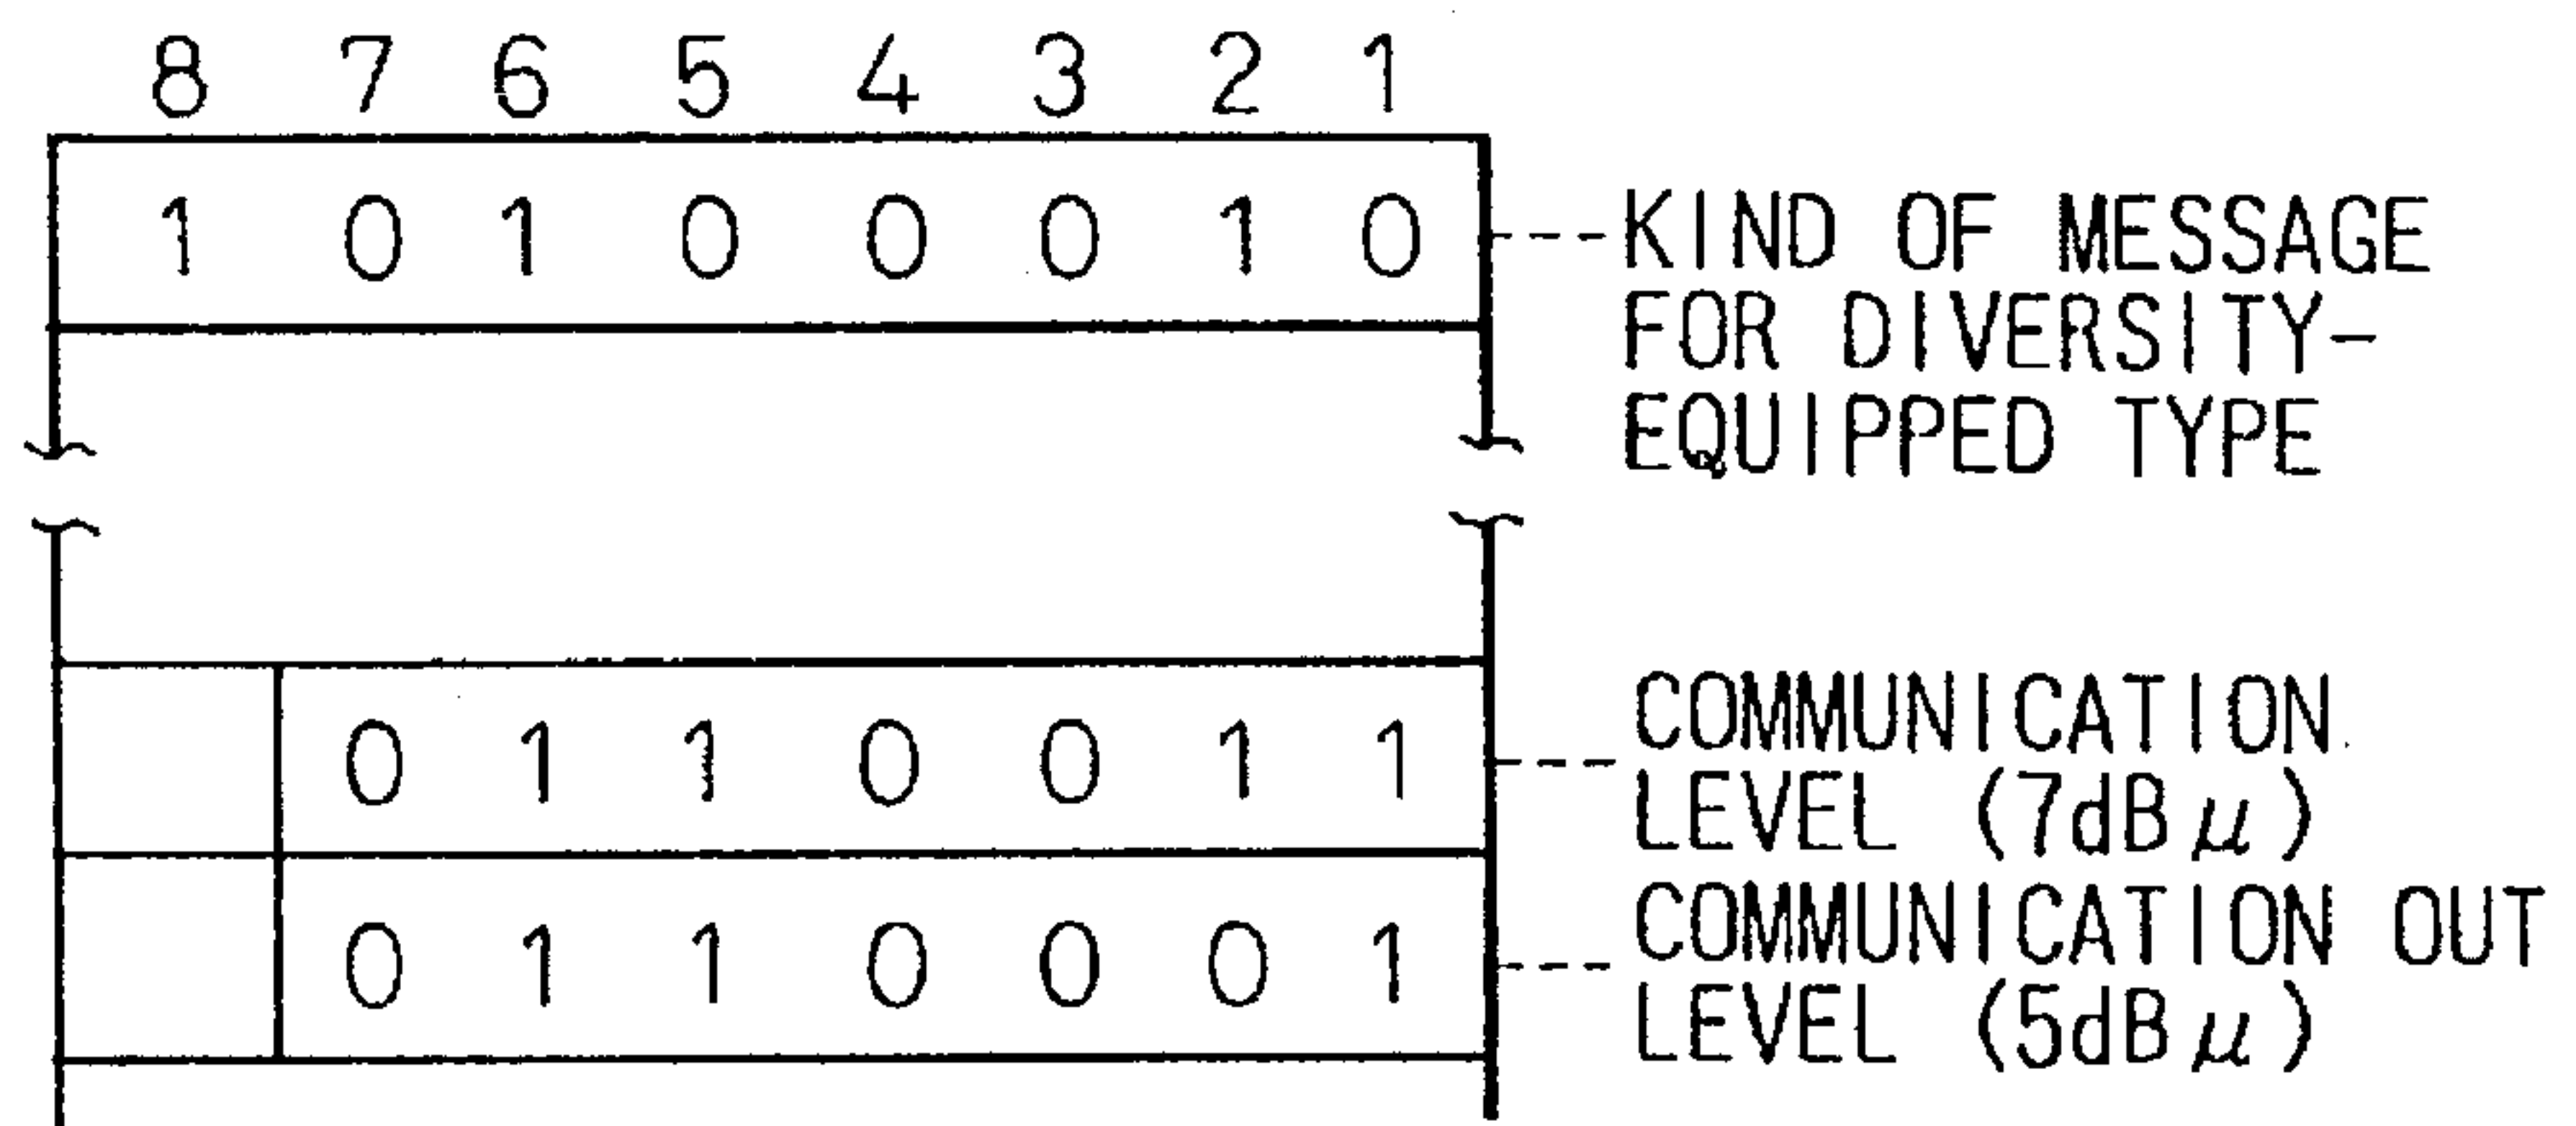 8 7 6 5 4 3 2 1
1 0 1 0 0 0 1 0 KIND OF MESSAGE
FOR DIVERSITY-
EQUIPPED TYPE
0 1 1 0 0 1 1 COMMUNICATION
LEVEL (7dBμ)
0 1 1 0 0 0 1 COMMUNICATION OUT
LEVEL (5dBμ)